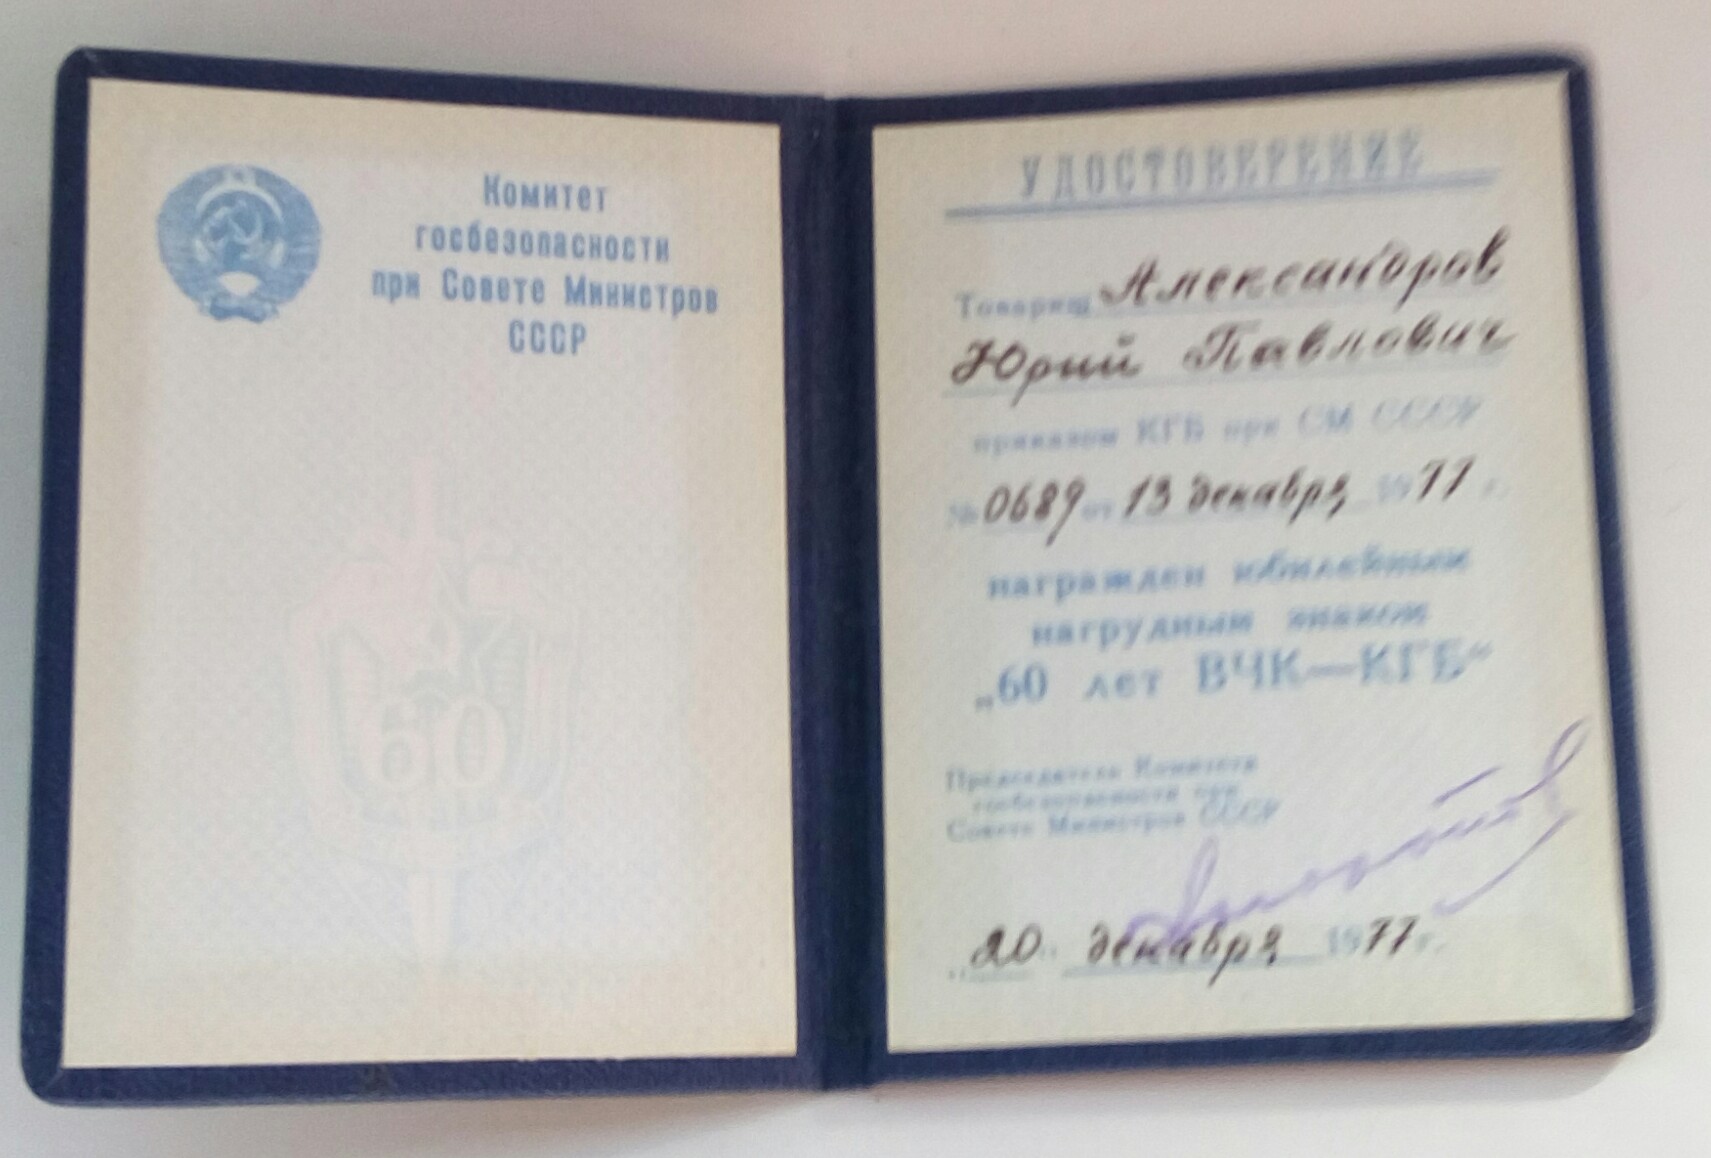 Комитет
госбезопасности
при Совете Министров
СССР
60
УДОСТОВЕРЕНИЕ
Товарищ Александров
Юрий Павлович
приказом КГБ при СМ СССР
№ 0689 от 13 декабря 1977 г.
награжден юбилейным
нагрудным знаком
„60 лет ВЧК—КГБ“
Председатель Комитета
госбезопасности при
Совете Министров СССР
„20“ декабря 1977 г.